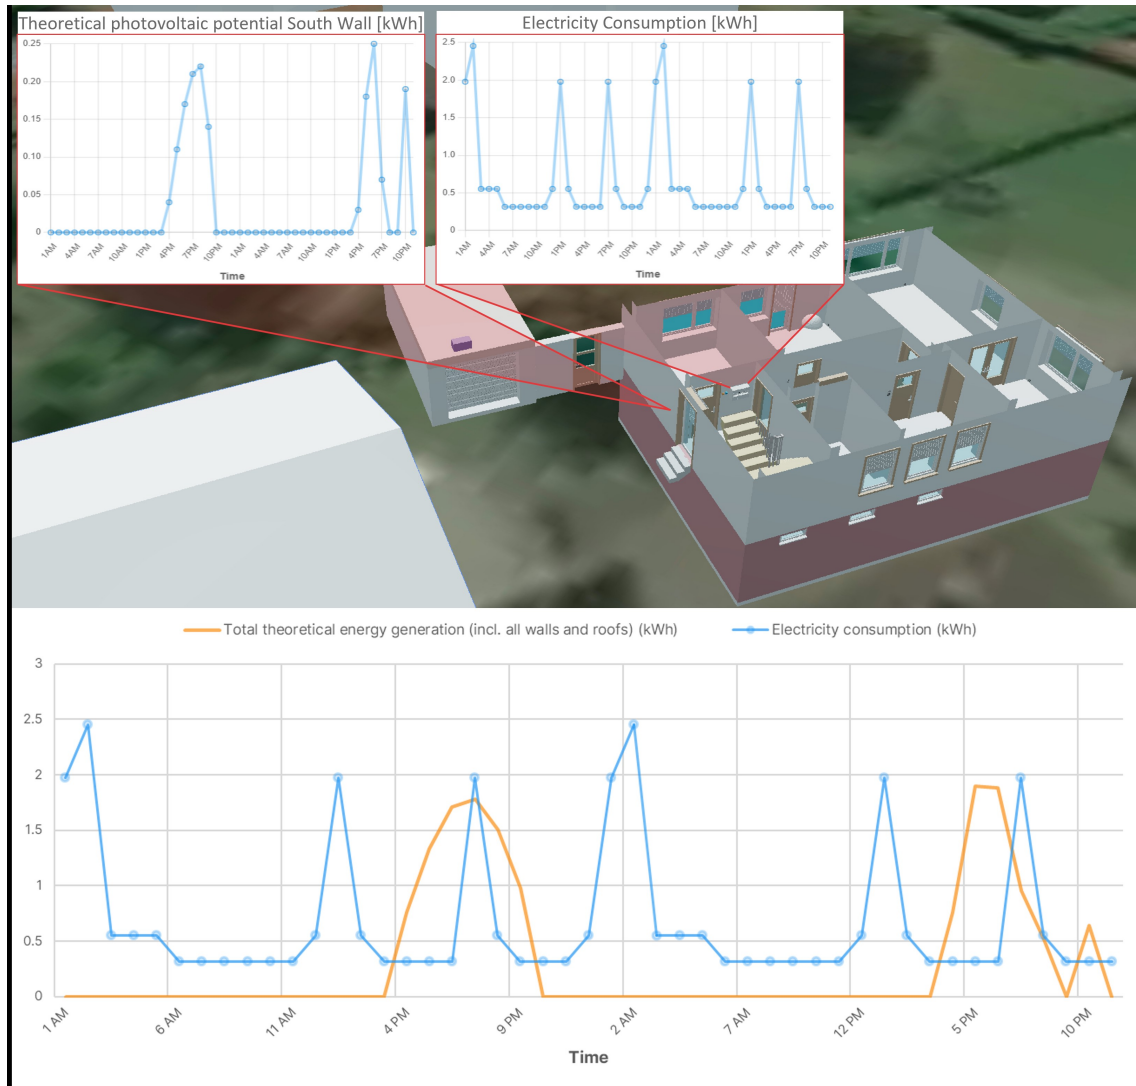 Theoretical photovoltaic potential South Wall [kWh]
0.25
0.20
0.15
0.10
0.05
0
1AM 4AM 7AM 10AM 1PM 4PM 7PM 10PM 1AM 4AM 7AM 10AM 1PM 4PM 7PM 10PM
Time
Electricity Consumption [kWh]
2.5
2.0
1.5
1.0
0.5
0
1AM 4AM 7AM 10AM 1PM 4PM 7PM 10PM 1AM 4AM 7AM 10AM 1PM 4PM 7PM 10PM
Time
Total theoretical energy generation (incl. all walls and roofs) (kWh) Electricity consumption (kWh)
3
2.5
2
1.5
1
0.5
0
1 AM 6 AM 11 AM 4 PM 9 PM 2 AM 7 AM 12 PM 5 PM 10 PM
Time